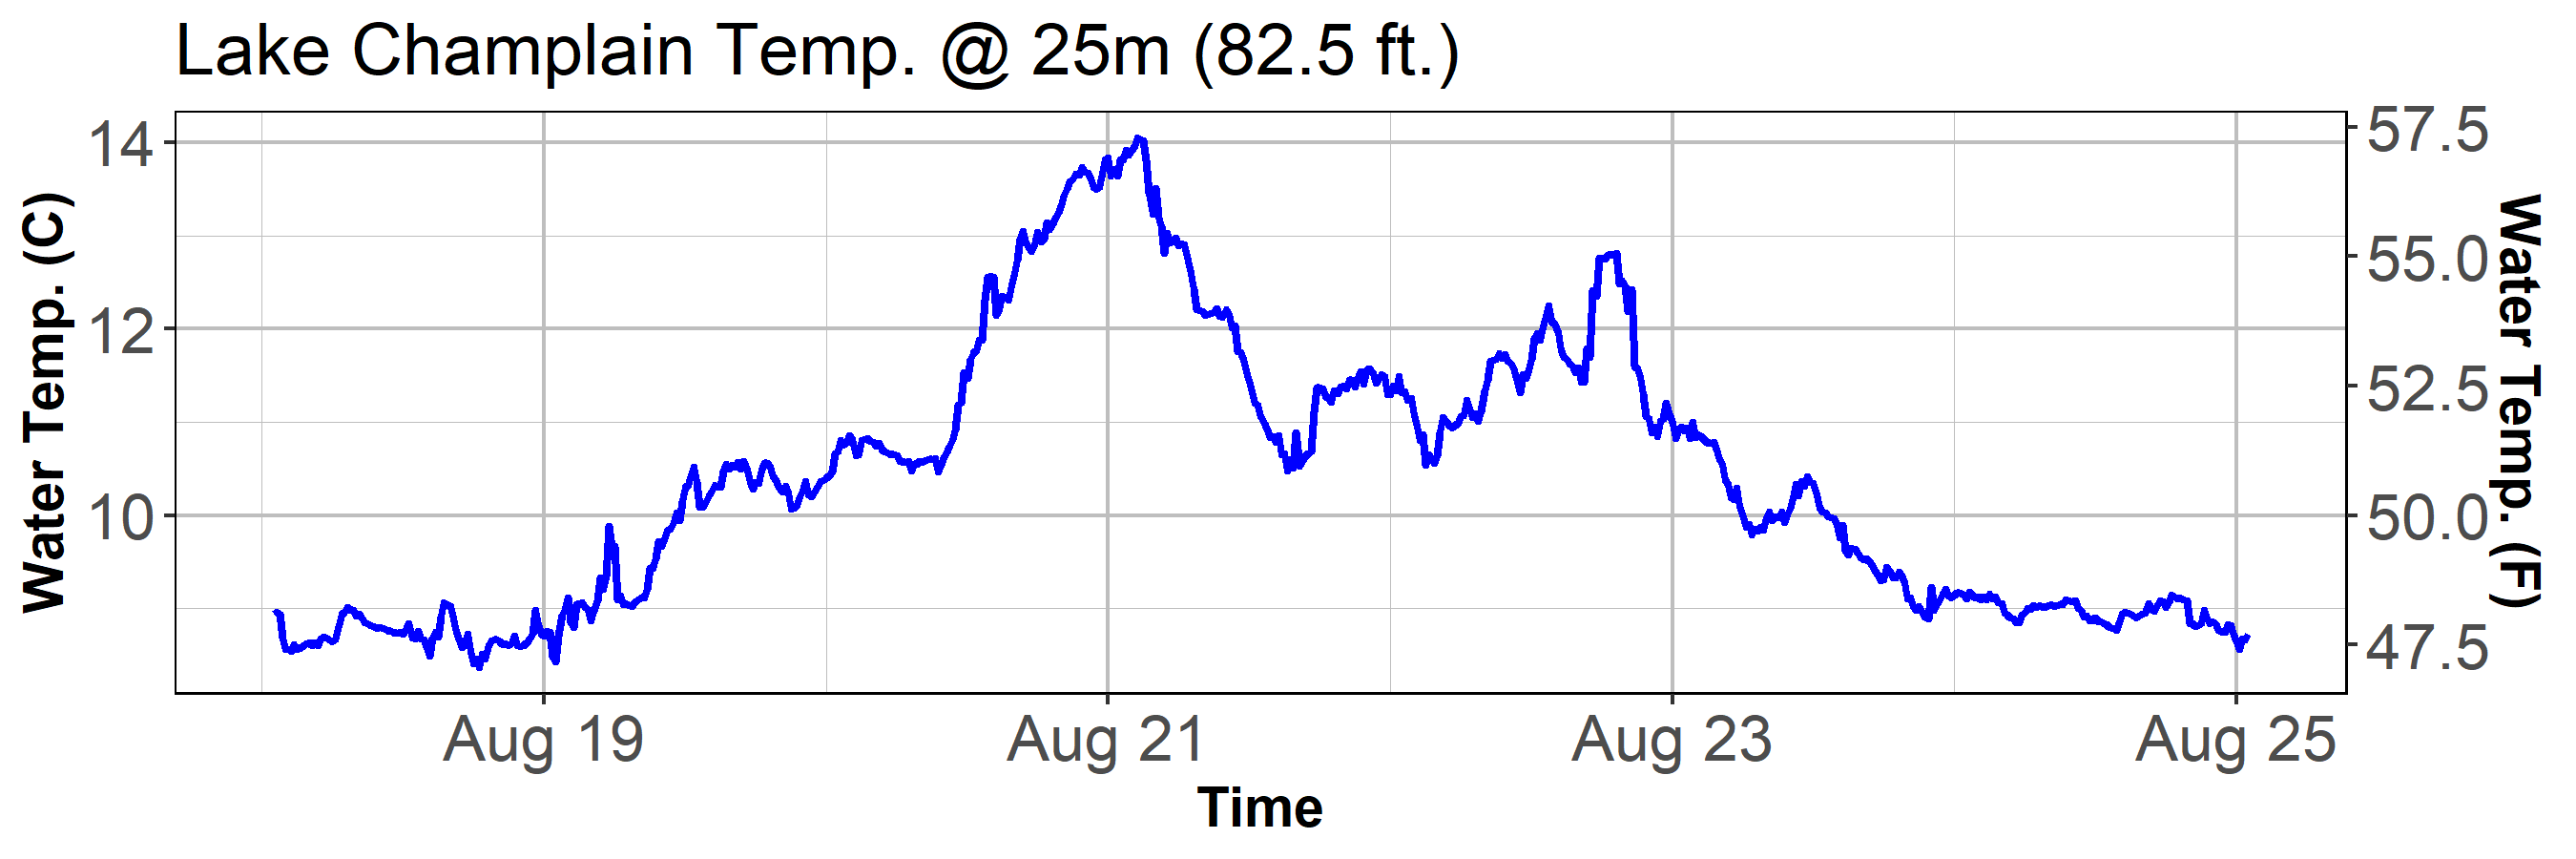 Lake Champlain Temp. @ 25m (82.5 ft.)
Water Temp. (C)
14
12
10
57.5
55.0
52.5
50.0
47.5
Water Temp. (F)
Aug 19
Aug 21
Aug 23
Aug 25
Time